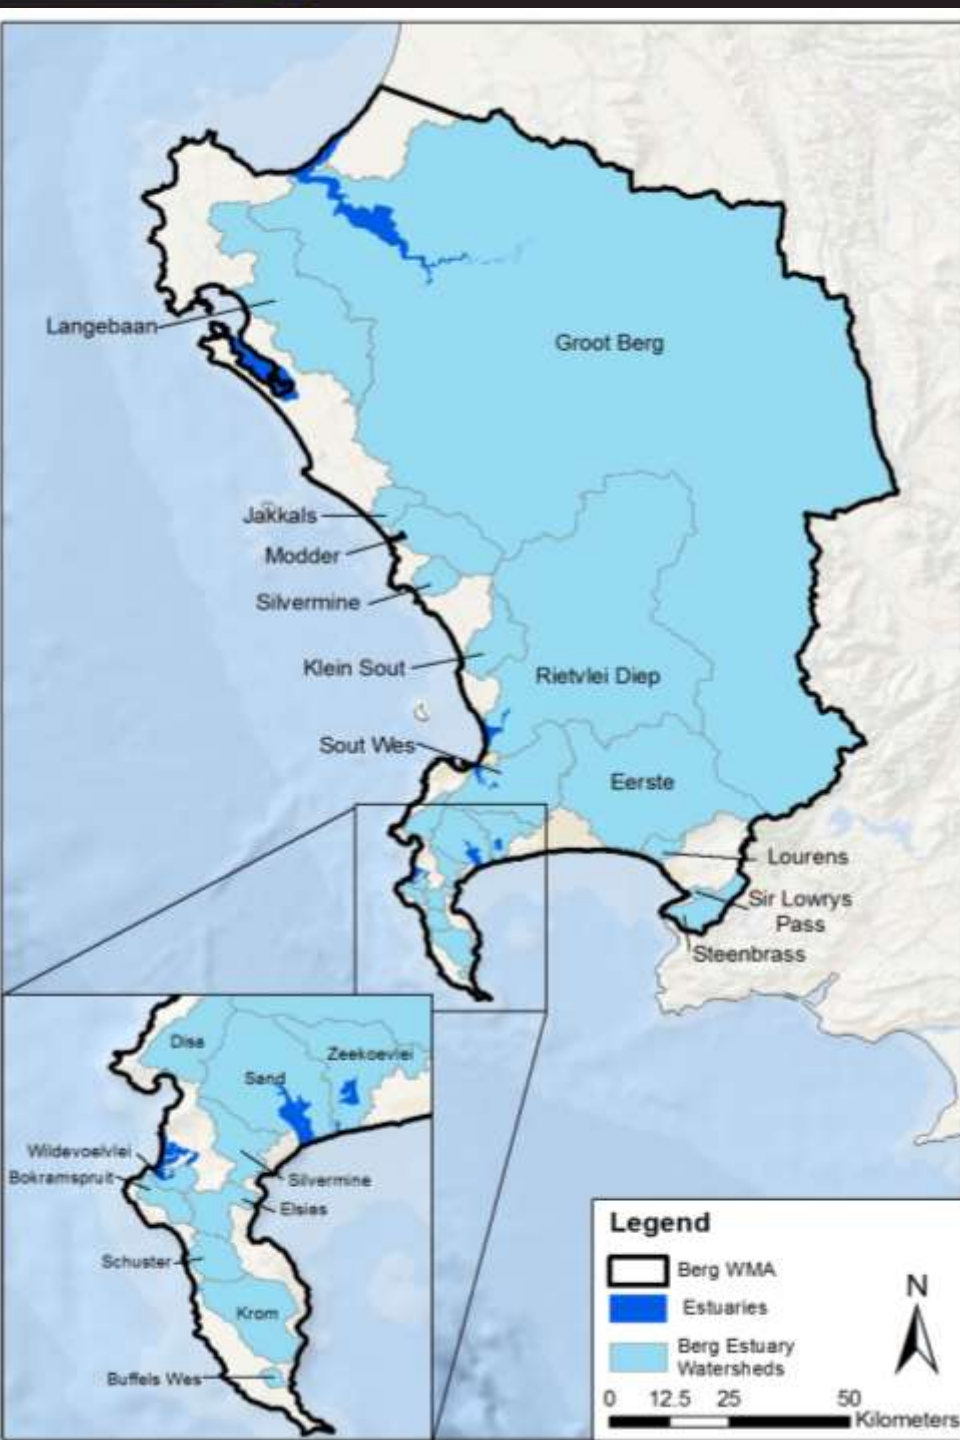 Groot Berg
Langebaan
Jakkals
Modder
Silvermine
Klein Sout
Rietvlei Diep
Sout Wes
Eerste
Lourens
Sir Lowrys
Pass
Steenbrass
Disa
Zeekoevlei
Sand
Wildevoelvlei
Bokramspruit
Silvermine
Elsies
Schuster
Krom
Buffels Wes
Legend
Berg WMA
Estuaries
Berg Estuary
Watersheds
N
0 12.5 25 50
Kilometers